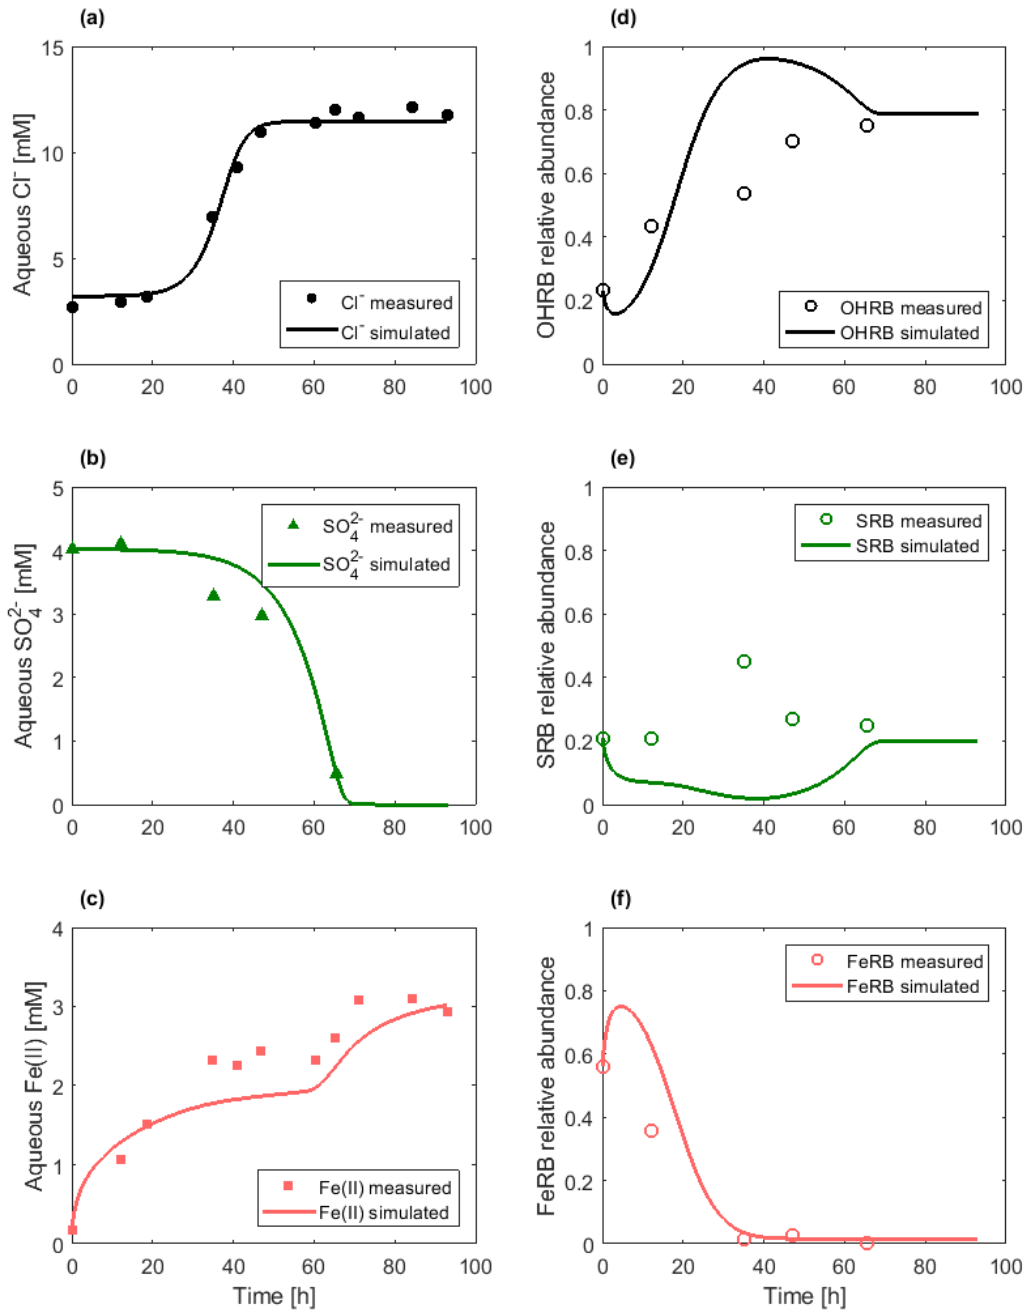 (a)
15
10
5
0
0
20
40
60
80
100
Aqueous Cl⁻ [mM]
Cl⁻ measured
Cl⁻ simulated
(d)
1
0.8
0.6
0.4
0.2
0
0
20
40
60
80
100
OHRB relative abundance
OHRB measured
OHRB simulated
(b)
5
4
3
2
1
0
0
20
40
60
80
100
Aqueous SO₄²⁻ [mM]
SO₄²⁻ measured
SO₄²⁻ simulated
(e)
1
0.8
0.6
0.4
0.2
0
0
20
40
60
80
100
SRB relative abundance
SRB measured
SRB simulated
(c)
4
3
2
1
0
0
20
40
60
80
100
Aqueous Fe(II) [mM]
Fe(II) measured
Fe(II) simulated
Time [h]
(f)
1
0.8
0.6
0.4
0.2
0
0
20
40
60
80
100
FeRB relative abundance
FeRB measured
FeRB simulated
Time [h]